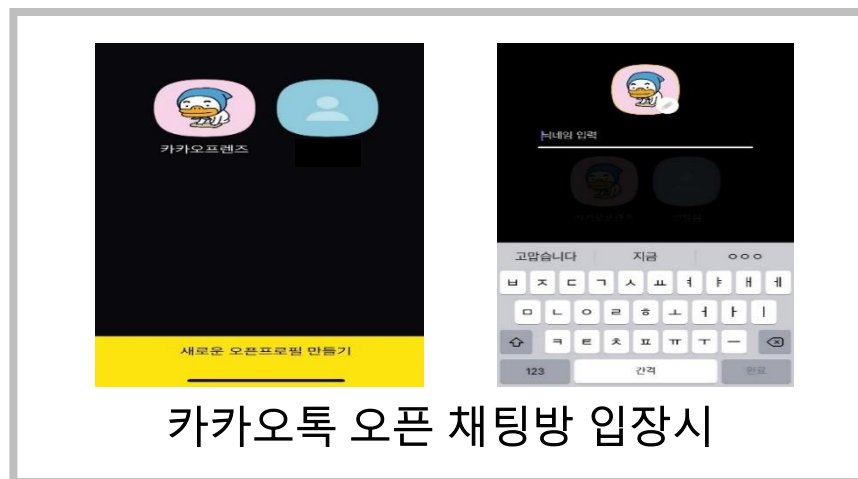 카카오프렌즈
새로운 오픈프로필 만들기
닉네임 입력
고맙습니다 지금 ㅇㅇㅇ
ㅂ ㅈ ㄷ ㄱ ㅅ ㅛ ㅕ ㅑ ㅐ ㅔ
ㅁ ㄴ ㅇ ㄹ ㅎ ㅗ ㅓ ㅏ ㅣ
ㅋ ㅌ ㅊ ㅍ ㅠ ㅜ ㅡ
123 간격 완료
카카오톡 오픈 채팅방 입장시